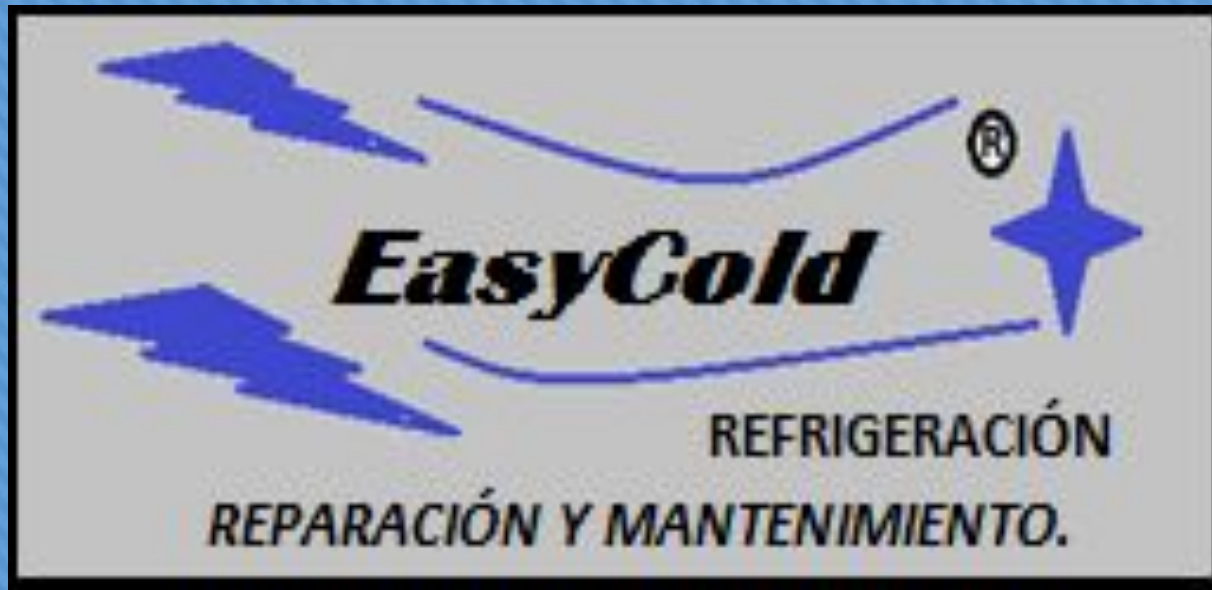 ®
EasyCold
REFRIGERACIÓN
REPARACIÓN Y MANTENIMIENTO.